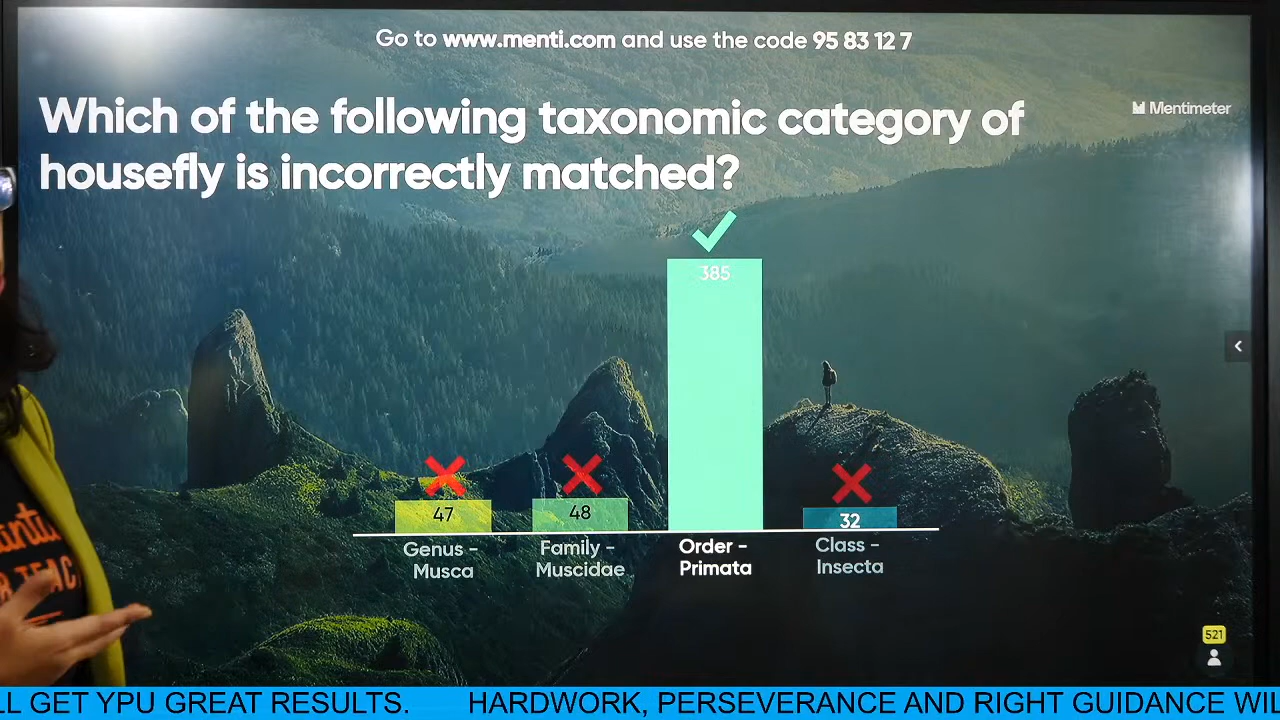 Go to www.menti.com and use the code 95 83 12 7
Which of the following taxonomic category of
housefly is incorrectly matched?
Mentimeter
385
47
48
32
Genus -
Musca
Family -
Muscidae
Order -
Primata
Class -
Insecta
521
LL GET YPU GREAT RESULTS. HARDWORK, PERSEVERANCE AND RIGHT GUIDANCE WIL